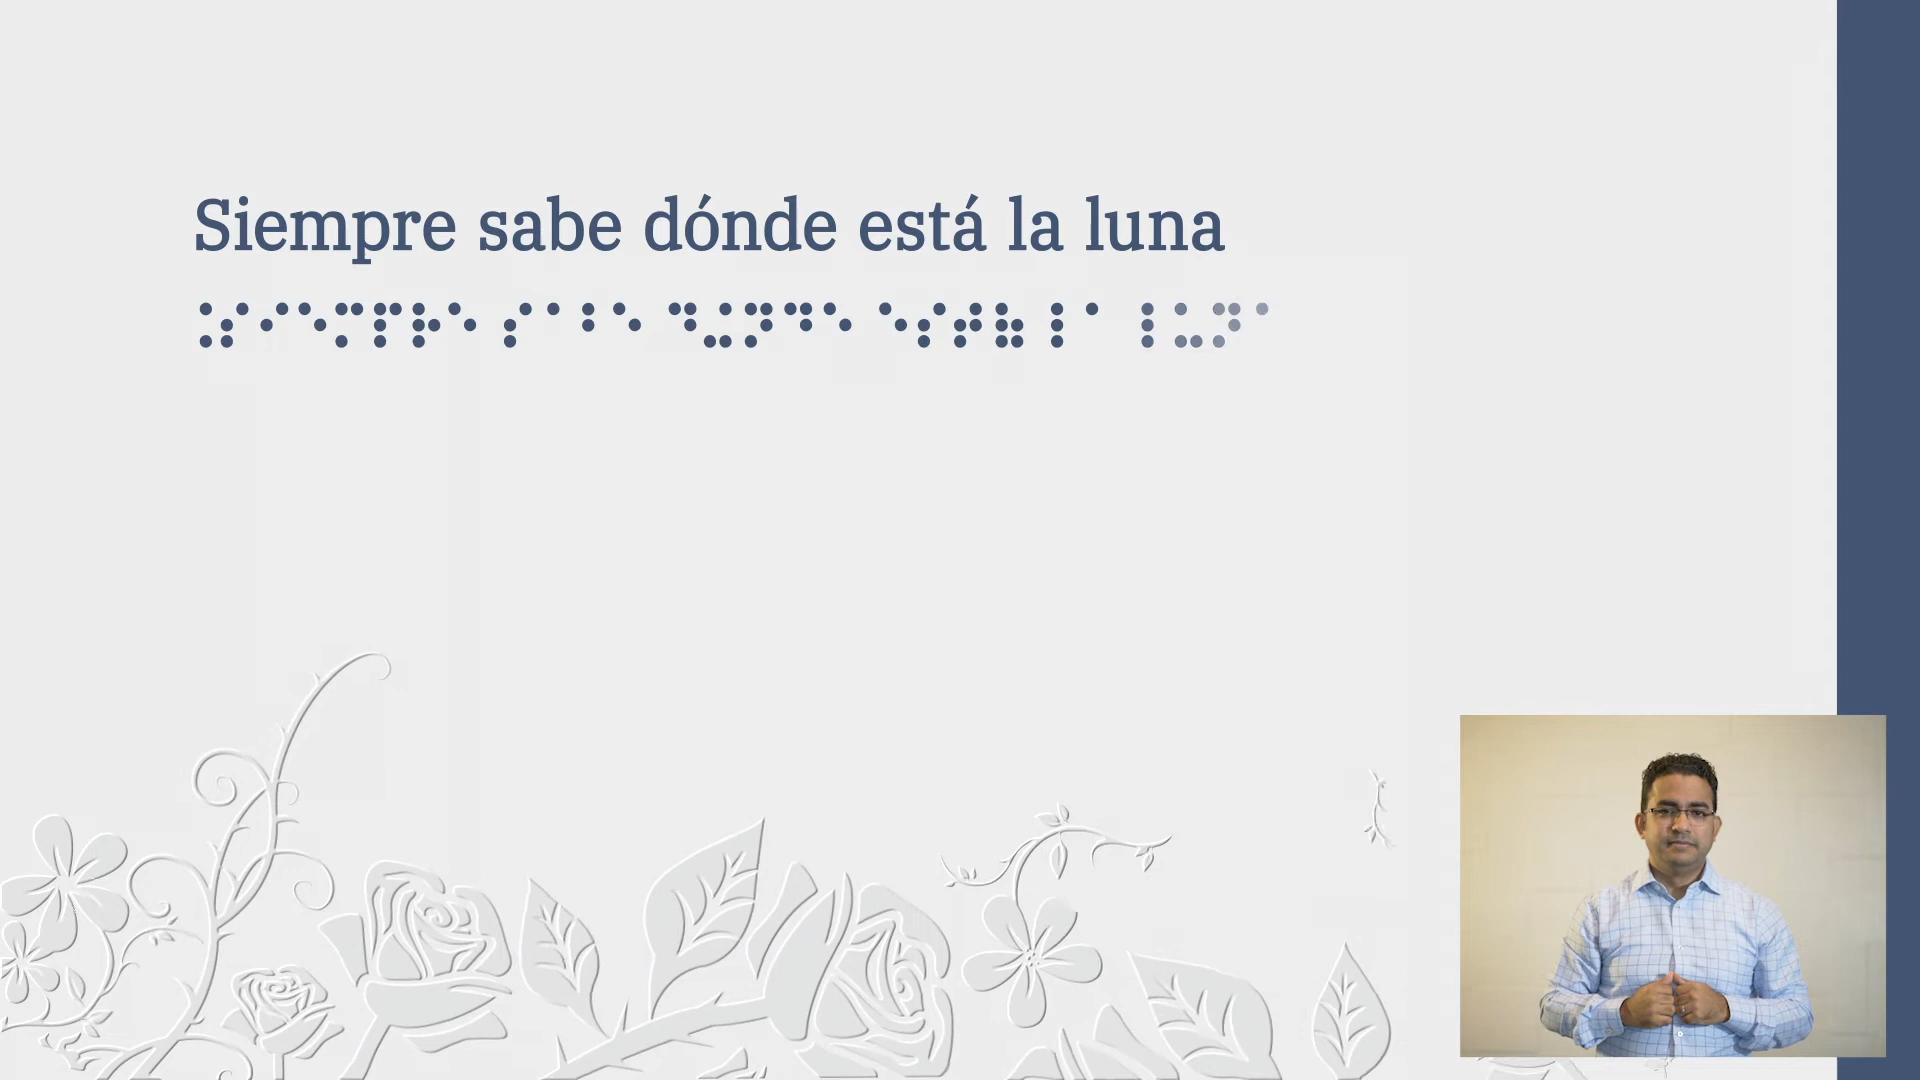 Siempre sabe dónde está la luna
⠨⠎⠊⠑⠍⠏⠗⠑ ⠎⠁⠃⠑ ⠙⠬⠝⠙⠑ ⠑⠎⠞⠷ ⠇⠁ ⠇⠥⠝⠁